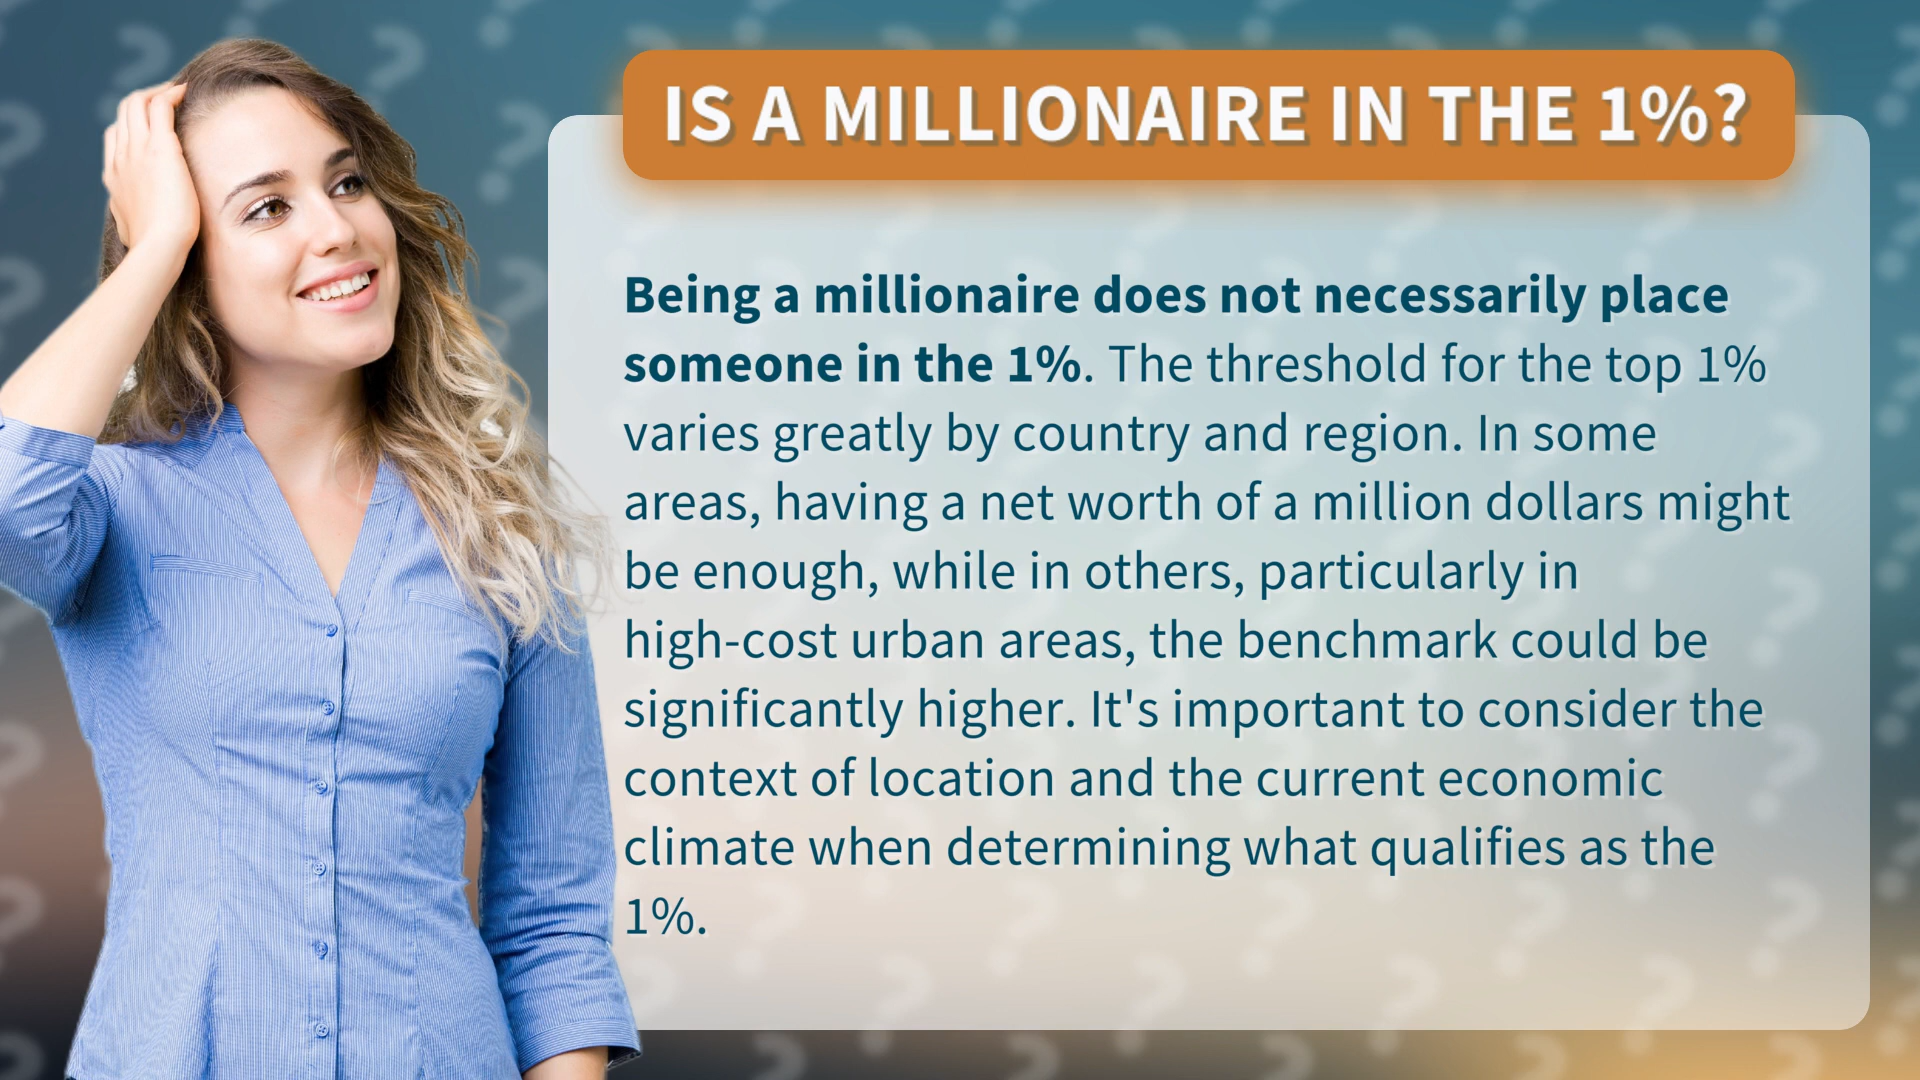 IS A MILLIONAIRE IN THE 1%?
Being a millionaire does not necessarily place
someone in the 1%. The threshold for the top 1%
varies greatly by country and region. In some
areas, having a net worth of a million dollars might
be enough, while in others, particularly in
high-cost urban areas, the benchmark could be
significantly higher. It's important to consider the
context of location and the current economic
climate when determining what qualifies as the
1%.